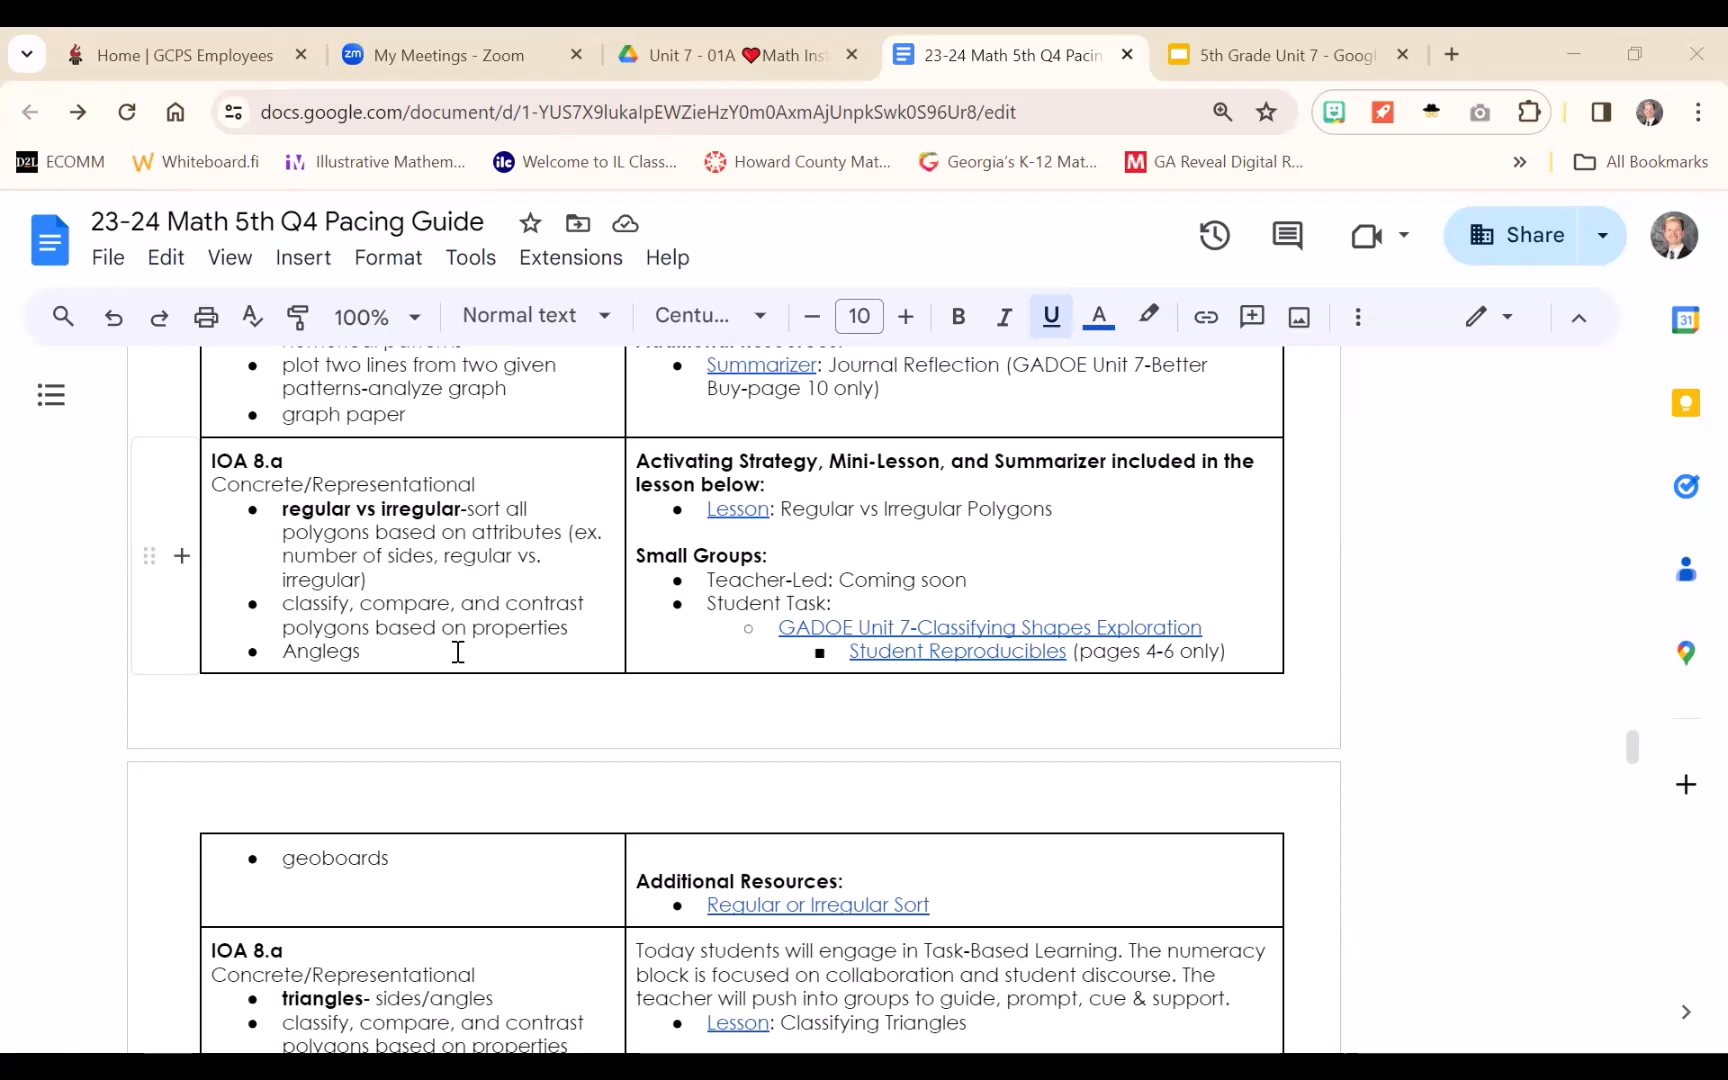 Home | GCPS Employees
My Meetings - Zoom
Unit 7 - 01A ❤Math Inst
23-24 Math 5th Q4 Pacin
5th Grade Unit 7 - Googl
docs.google.com/document/d/1-YUS7X9lukaIpEWZieHzY0m0AxmAjUnpkSwk0S96Ur8/edit
D2L ECOMM
Whiteboard.fi
Illustrative Mathem...
ilc Welcome to IL Class...
Howard County Mat...
Georgia's K-12 Mat...
M GA Reveal Digital R...
All Bookmarks
23-24 Math 5th Q4 Pacing Guide
File Edit View Insert Format Tools Extensions Help
Share
100% Normal text Centu... 10 B I U A
31
plot two lines from two given
patterns-analyze graph
graph paper
Summarizer: Journal Reflection (GADOE Unit 7-Better
Buy-page 10 only)
IOA 8.a
Concrete/Representational
regular vs irregular-sort all
polygons based on attributes (ex.
number of sides, regular vs.
irregular)
classify, compare, and contrast
polygons based on properties
Anglegs
Activating Strategy, Mini-Lesson, and Summarizer included in the
lesson below:
Lesson: Regular vs Irregular Polygons
Small Groups:
Teacher-Led: Coming soon
Student Task:
GADOE Unit 7-Classifying Shapes Exploration
Student Reproducibles (pages 4-6 only)
geoboards
Additional Resources:
Regular or Irregular Sort
IOA 8.a
Concrete/Representational
triangles- sides/angles
classify, compare, and contrast
polygons based on properties
Today students will engage in Task-Based Learning. The numeracy
block is focused on collaboration and student discourse. The
teacher will push into groups to guide, prompt, cue & support.
Lesson: Classifying Triangles